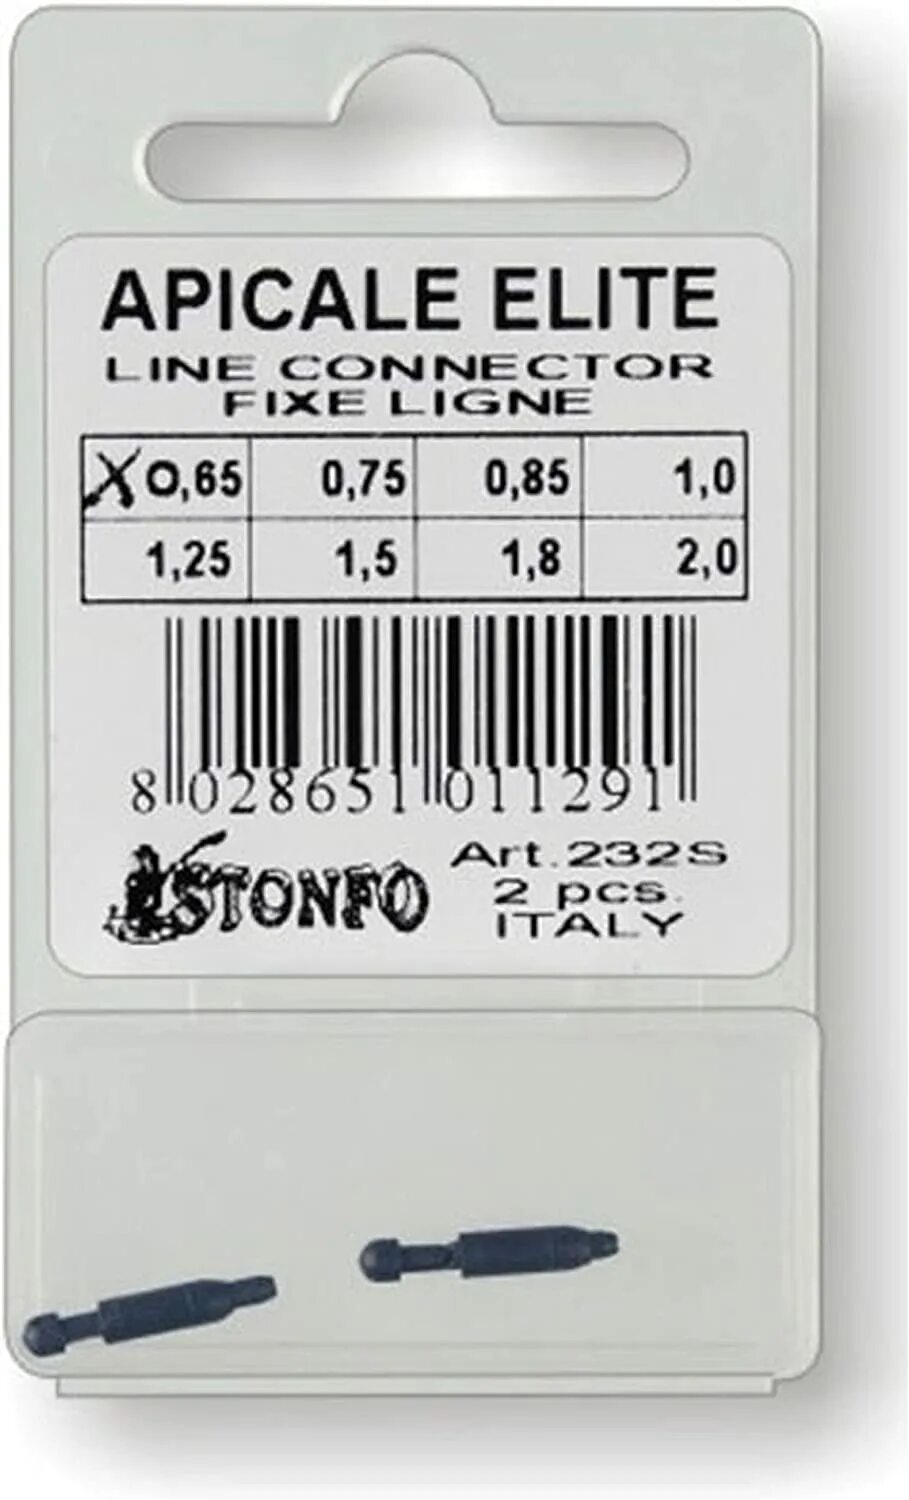 APICALE ELITE
LINE CONNECTOR
FIXE LIGNE
X 0,65 0,75 0,85 1,0
1,25 1,5 1,8 2,0
8 028651 011291
STONFO
Art.232S
2 pcs.
ITALY